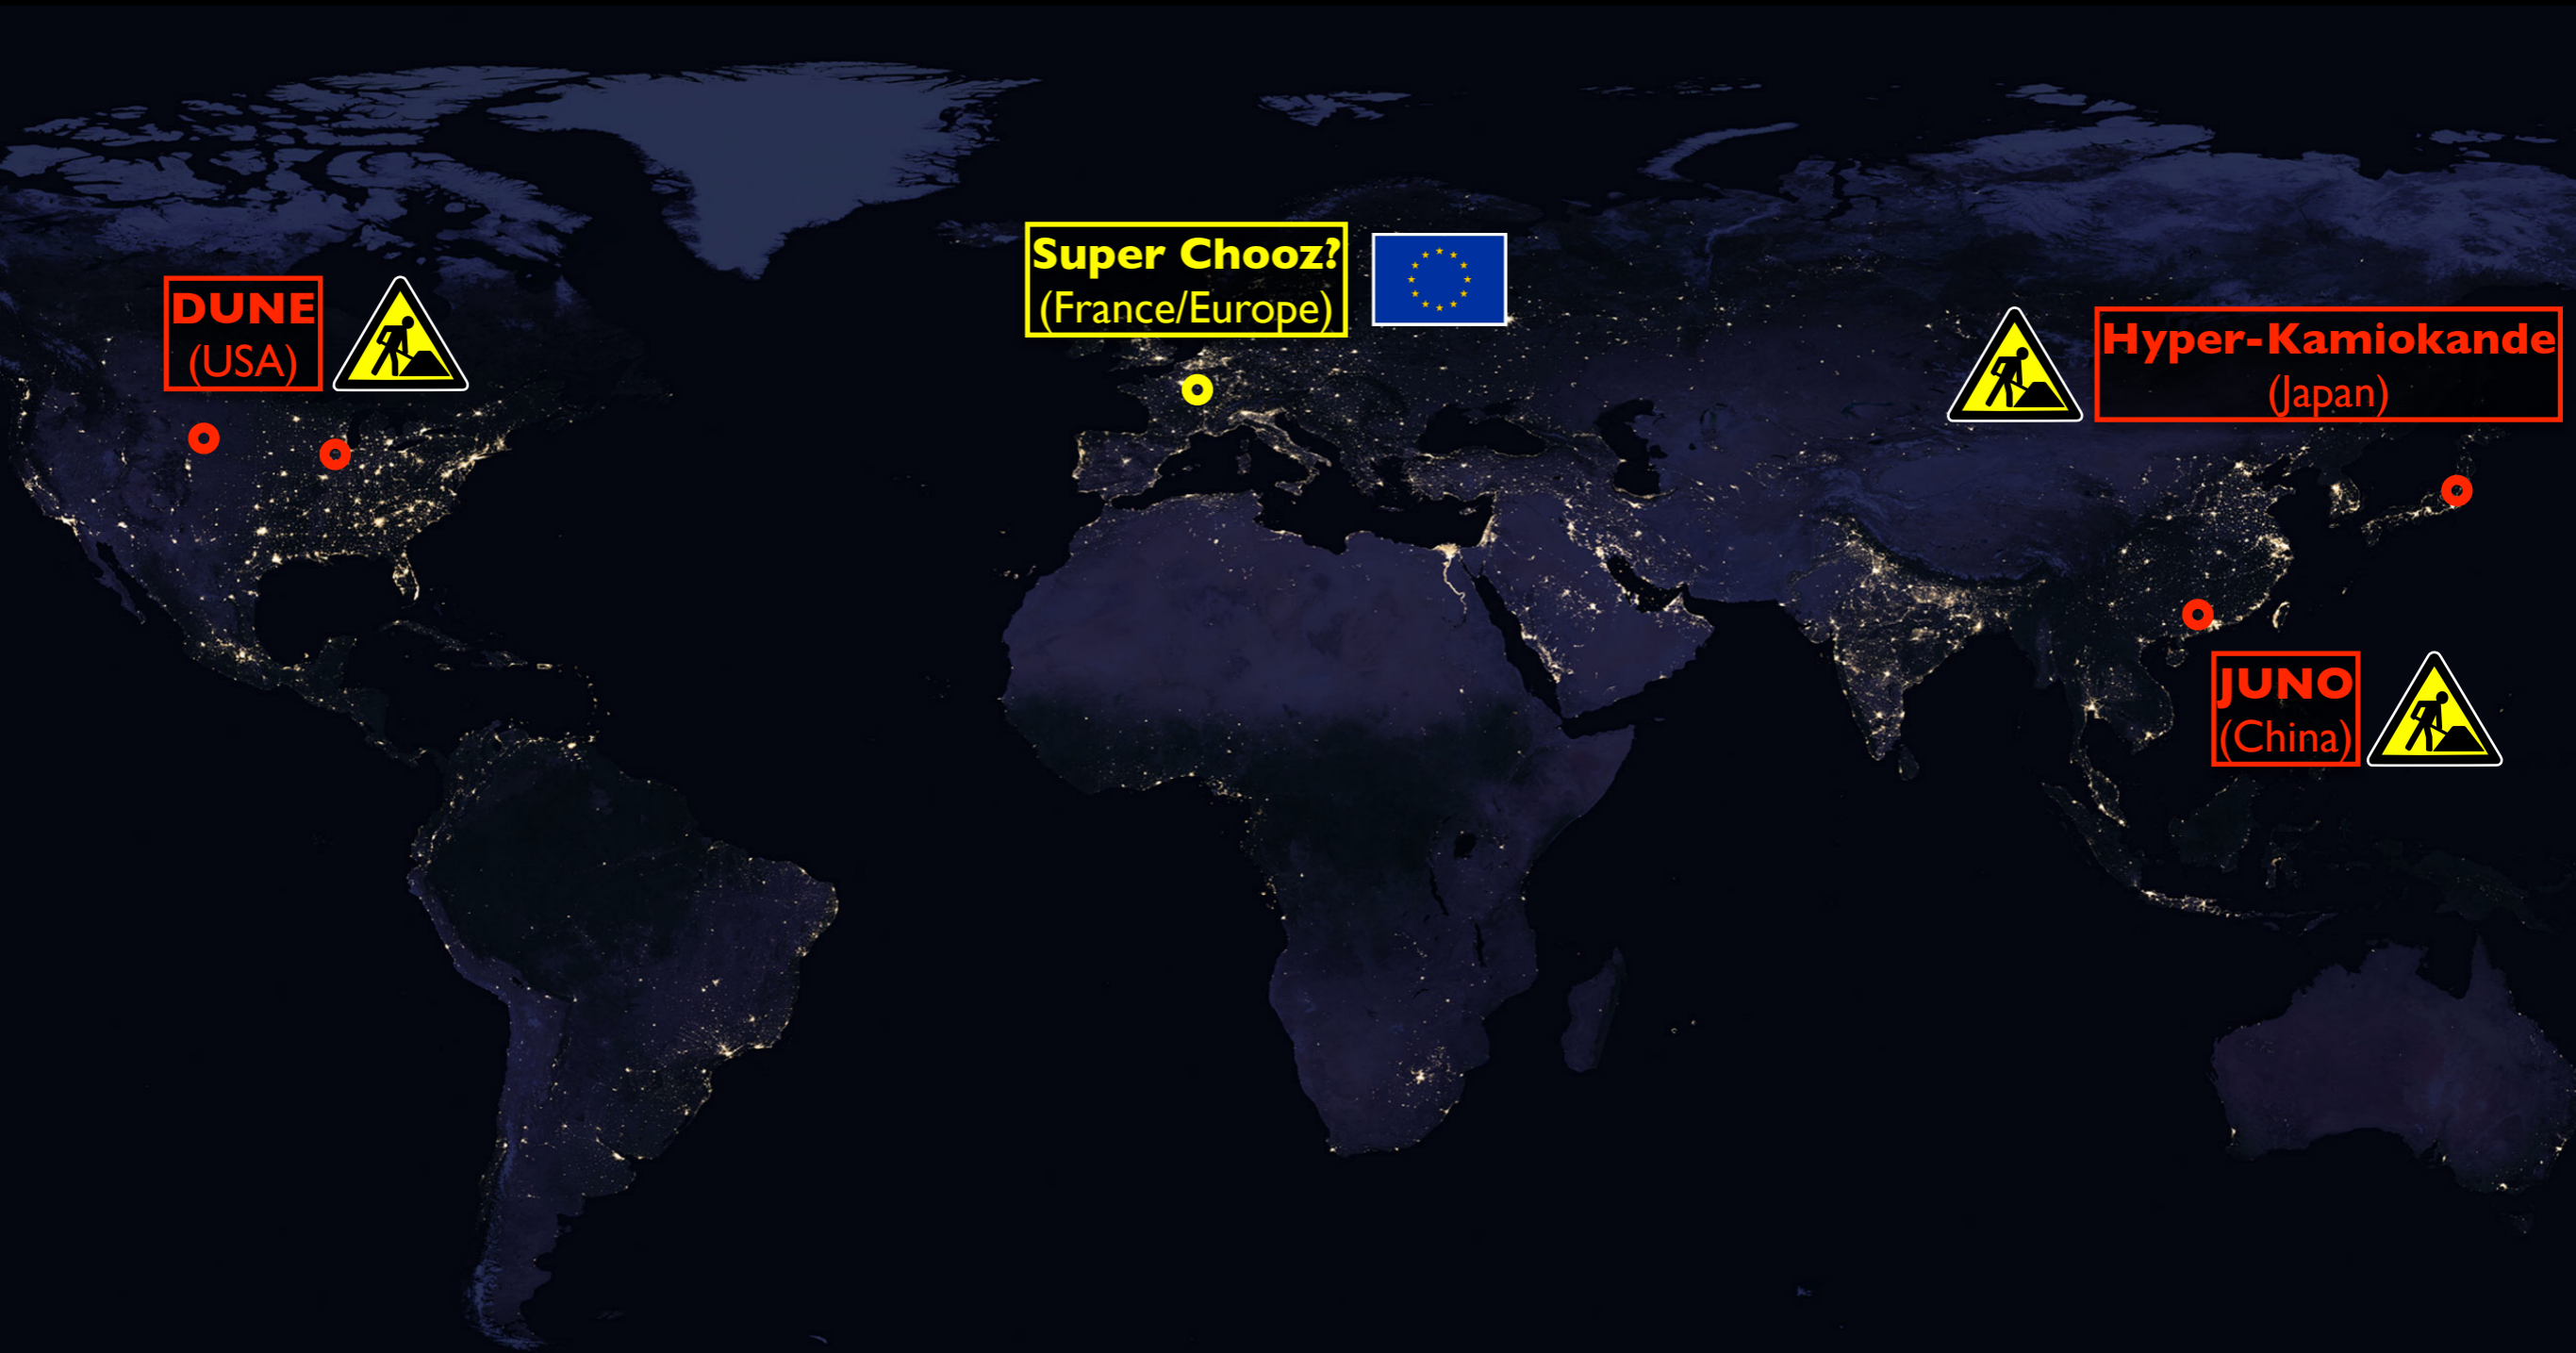 Super Chooz?
(France/Europe)
DUNE
(USA)
Hyper-Kamiokande
(Japan)
JUNO
(China)